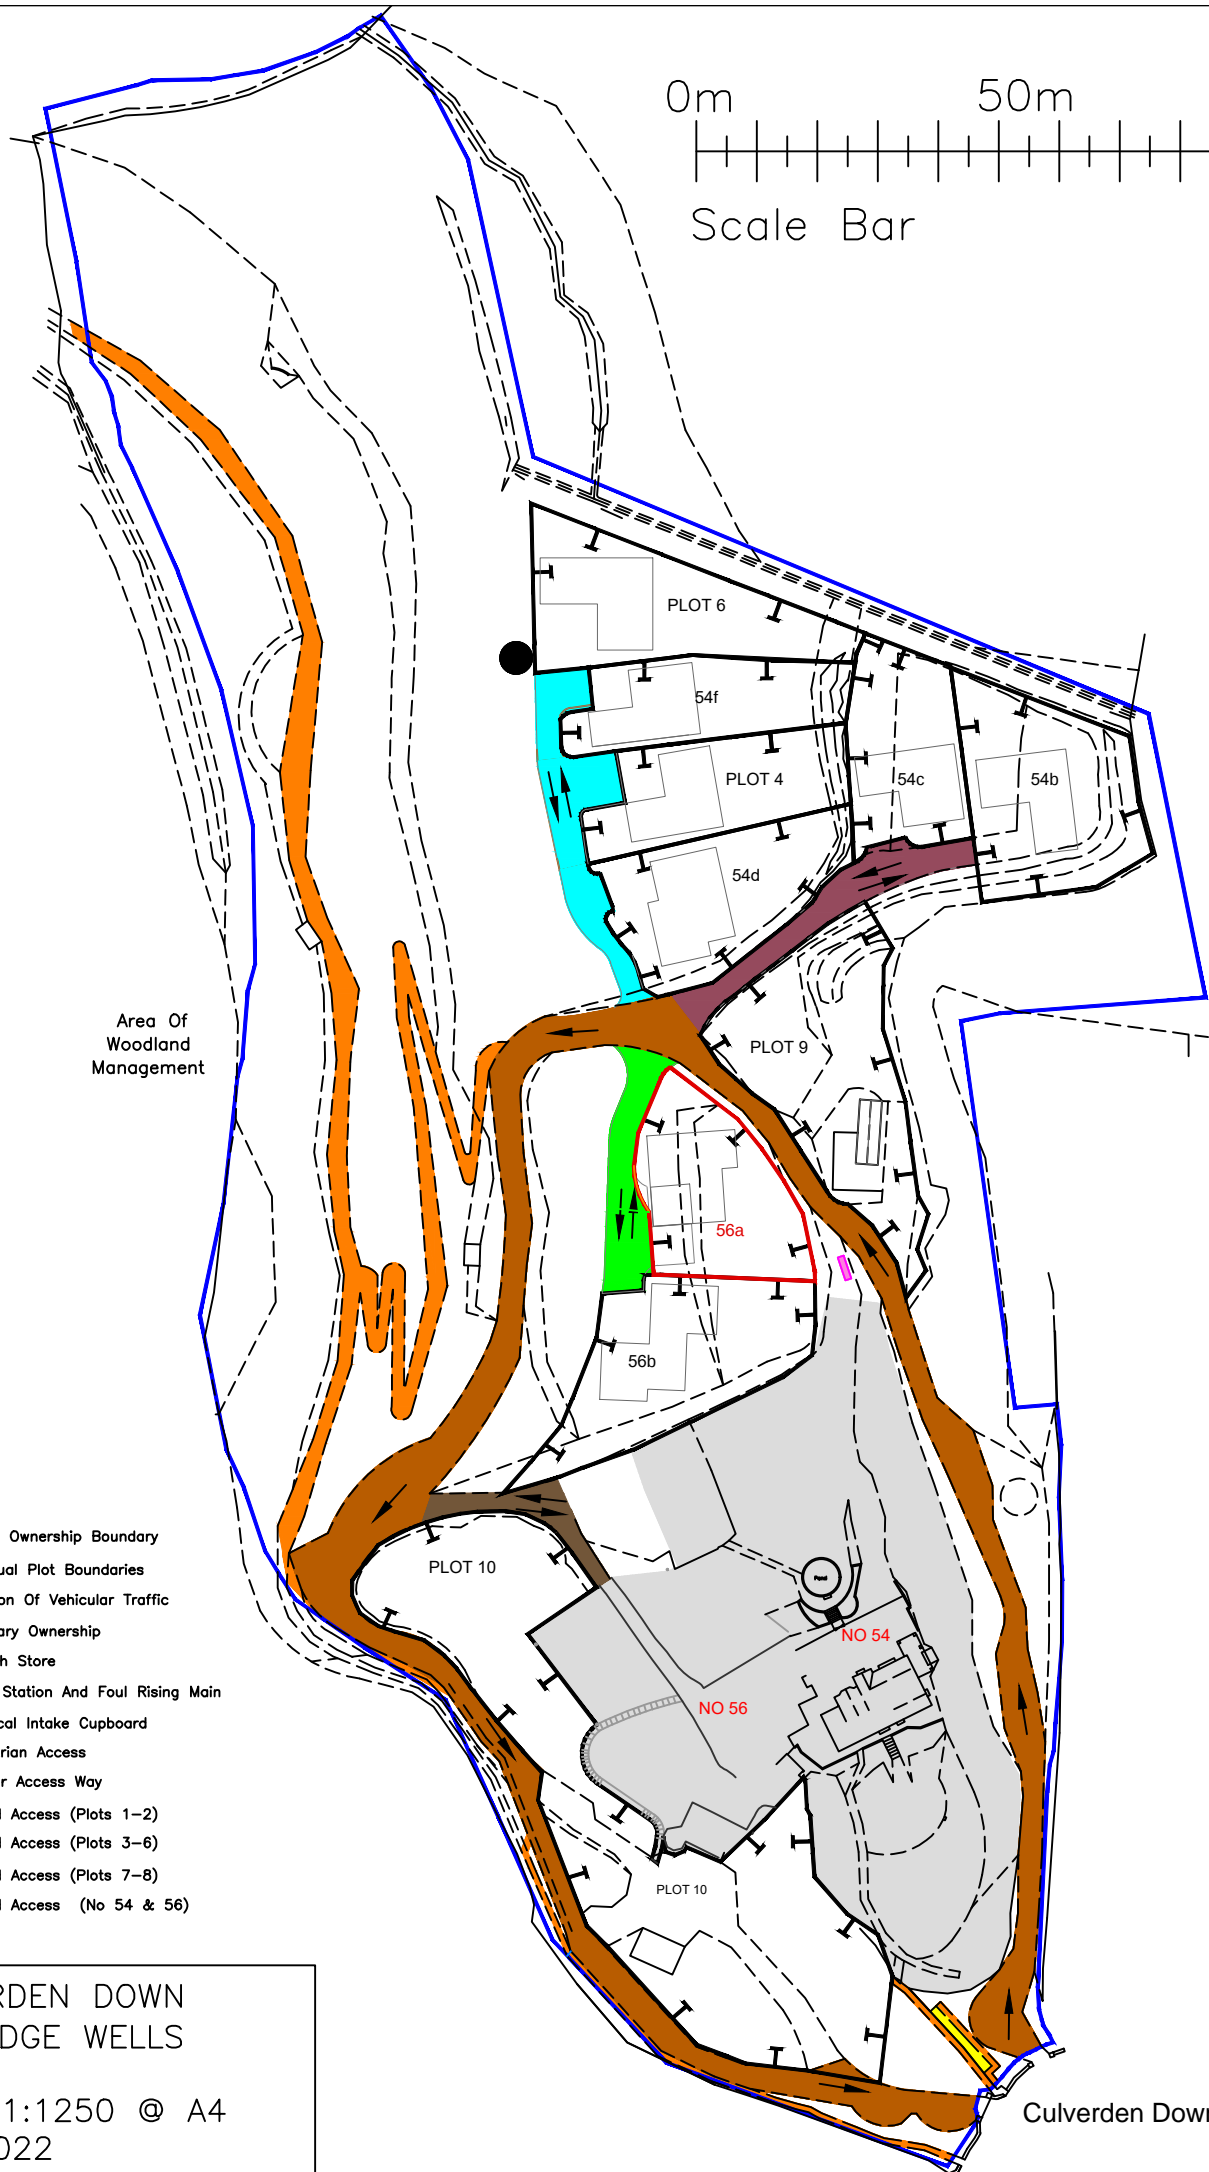 0m 50m
Scale Bar
PLOT 6
54f
PLOT 4
54c
54b
54d
Area Of
Woodland
Management
PLOT 9
56a
56b
PLOT 10
Pond
NO 54
NO 56
PLOT 10
Ownership Boundary
ual Plot Boundaries
on Of Vehicular Traffic
ary Ownership
h Store
Station And Foul Rising Main
cal Intake Cupboard
rian Access
r Access Way
l Access (Plots 1-2)
l Access (Plots 3-6)
l Access (Plots 7-8)
l Access (No 54 & 56)
RDEN DOWN
DGE WELLS
1:1250 @ A4
022
Culverden Down